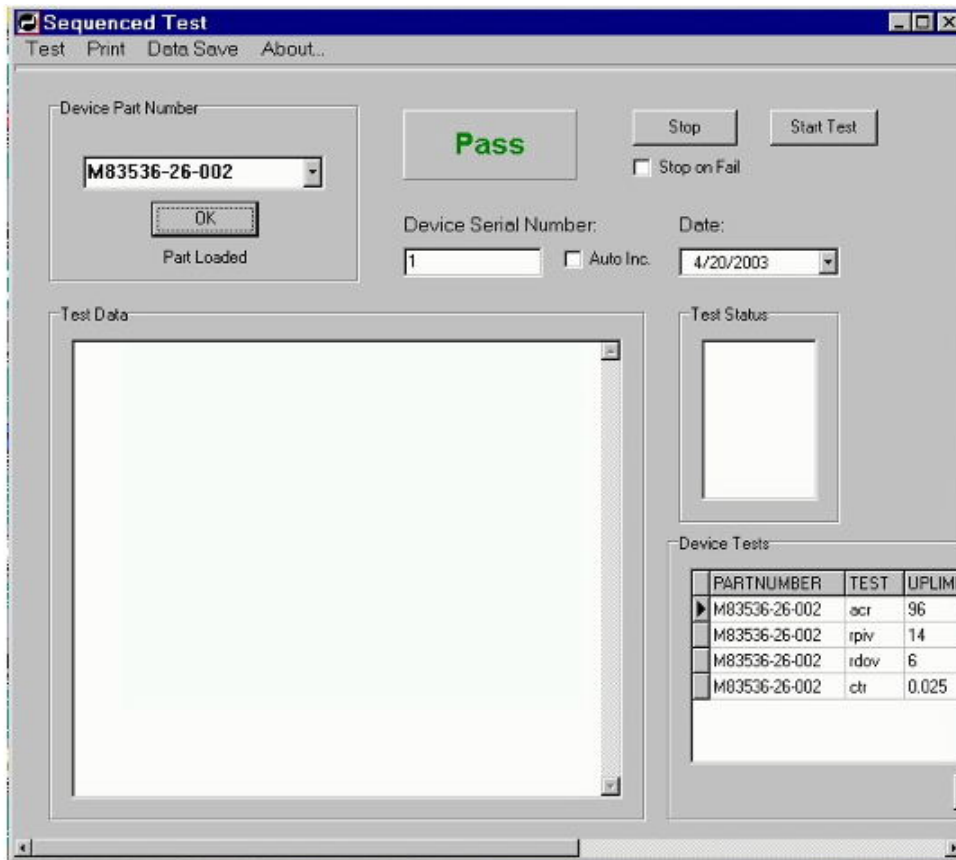 Sequenced Test
Test Print Data Save About...
Device Part Number
M83536-26-002
OK
Part Loaded
Pass
Stop
Start Test
Stop on Fail
Device Serial Number:
1
Auto Inc.
Date:
4/20/2003
Test Data
Test Status
Device Tests
PARTNUMBER TEST UPLIM
M83536-26-002 acr 96
M83536-26-002 rpiv 14
M83536-26-002 rdov 6
M83536-26-002 ctr 0.025